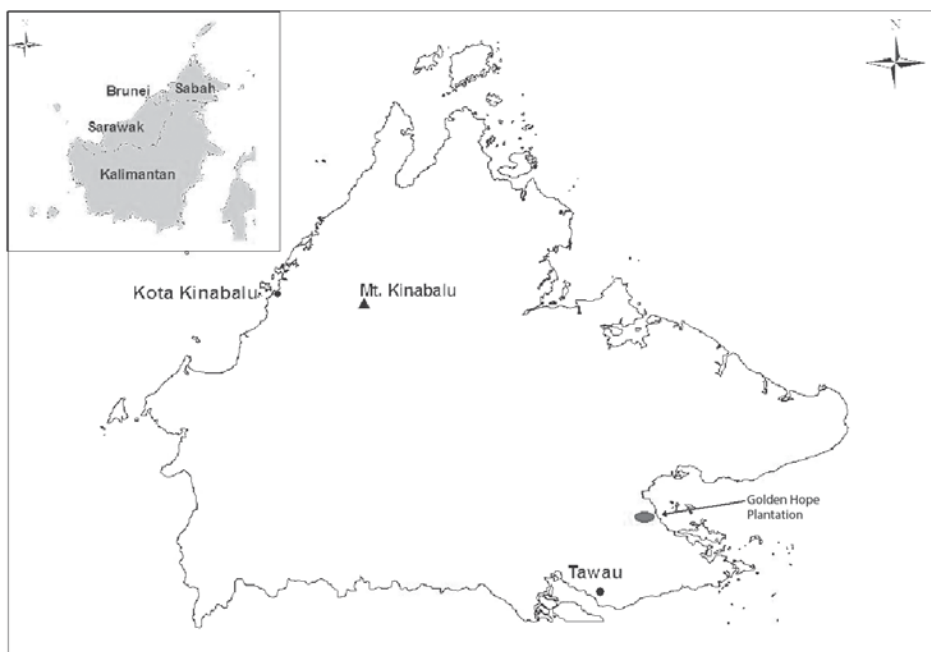 N
N
Brunei
Sabah
Sarawak
Kalimantan
Kota Kinabalu
Mt. Kinabalu
Golden Hope
Plantation
Tawau